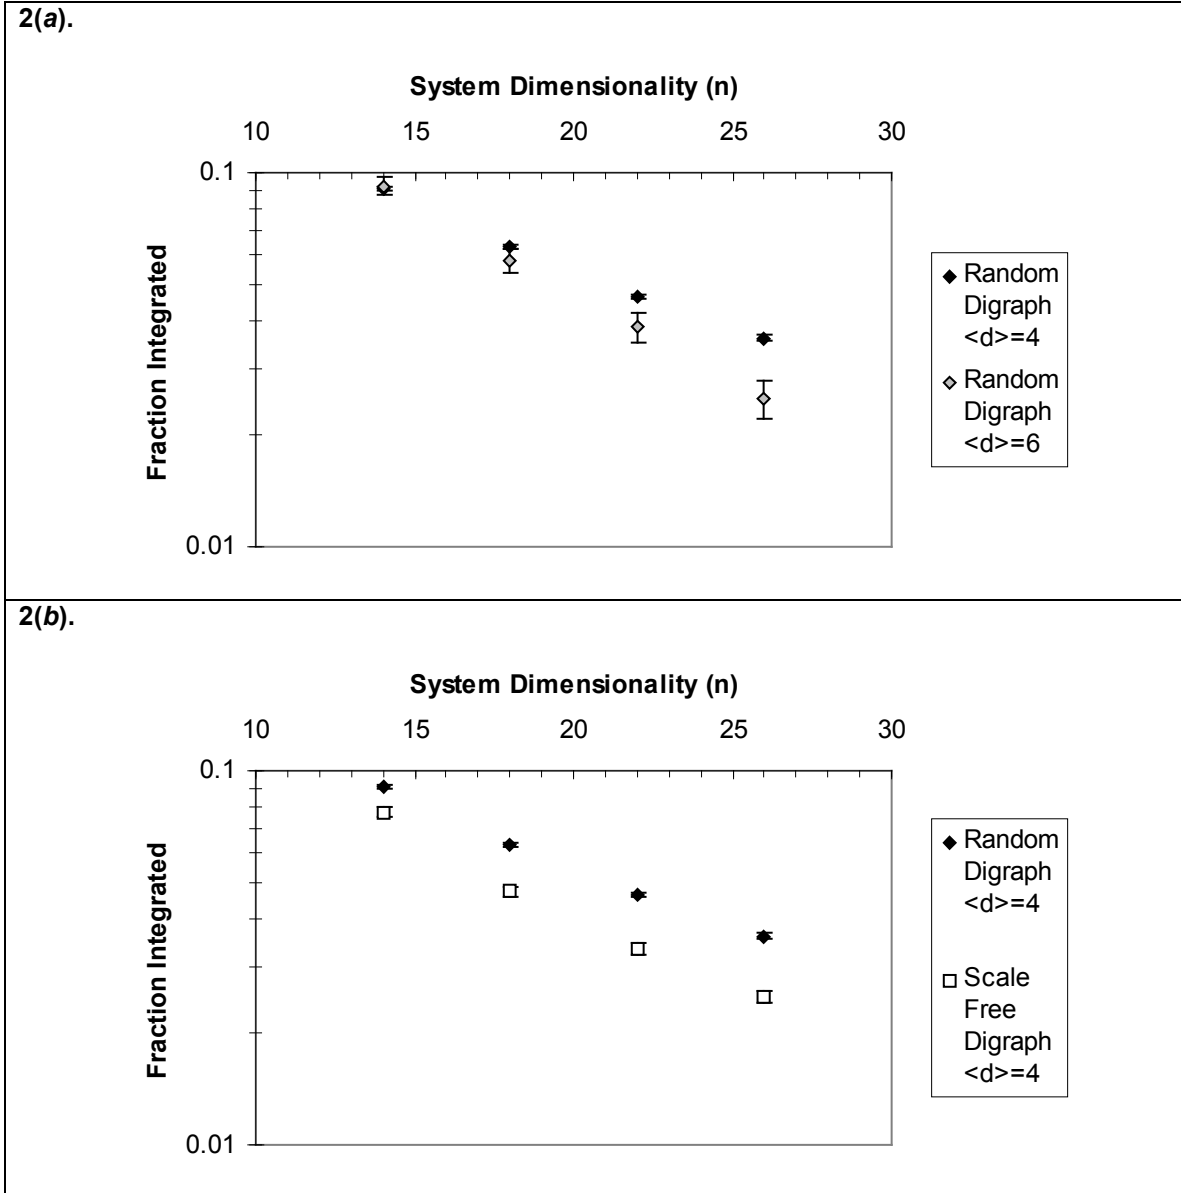 2(a).
System Dimensionality (n)
10 15 20 25 30
0.1
0.01
Fraction Integrated
Random
Digraph
<d>=4
Random
Digraph
<d>=6
2(b).
System Dimensionality (n)
10 15 20 25 30
0.1
0.01
Fraction Integrated
Random
Digraph
<d>=4
Scale
Free
Digraph
<d>=4